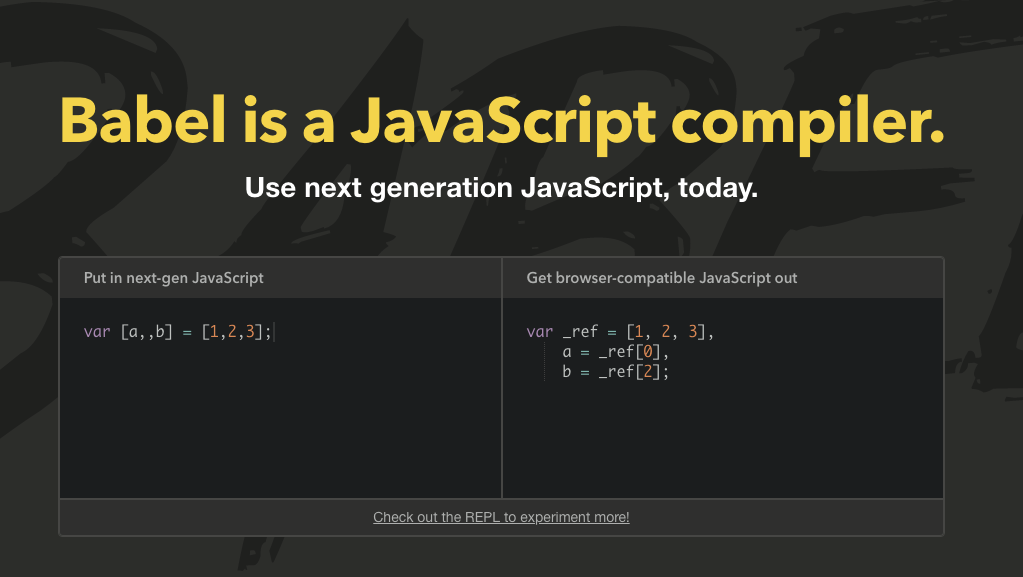 Babel is a JavaScript compiler.
Use next generation JavaScript, today.
Put in next-gen JavaScript
var [a,,b] = [1,2,3];
Get browser-compatible JavaScript out
var _ref = [1, 2, 3],
a = _ref[0],
b = _ref[2];
Check out the REPL to experiment more!